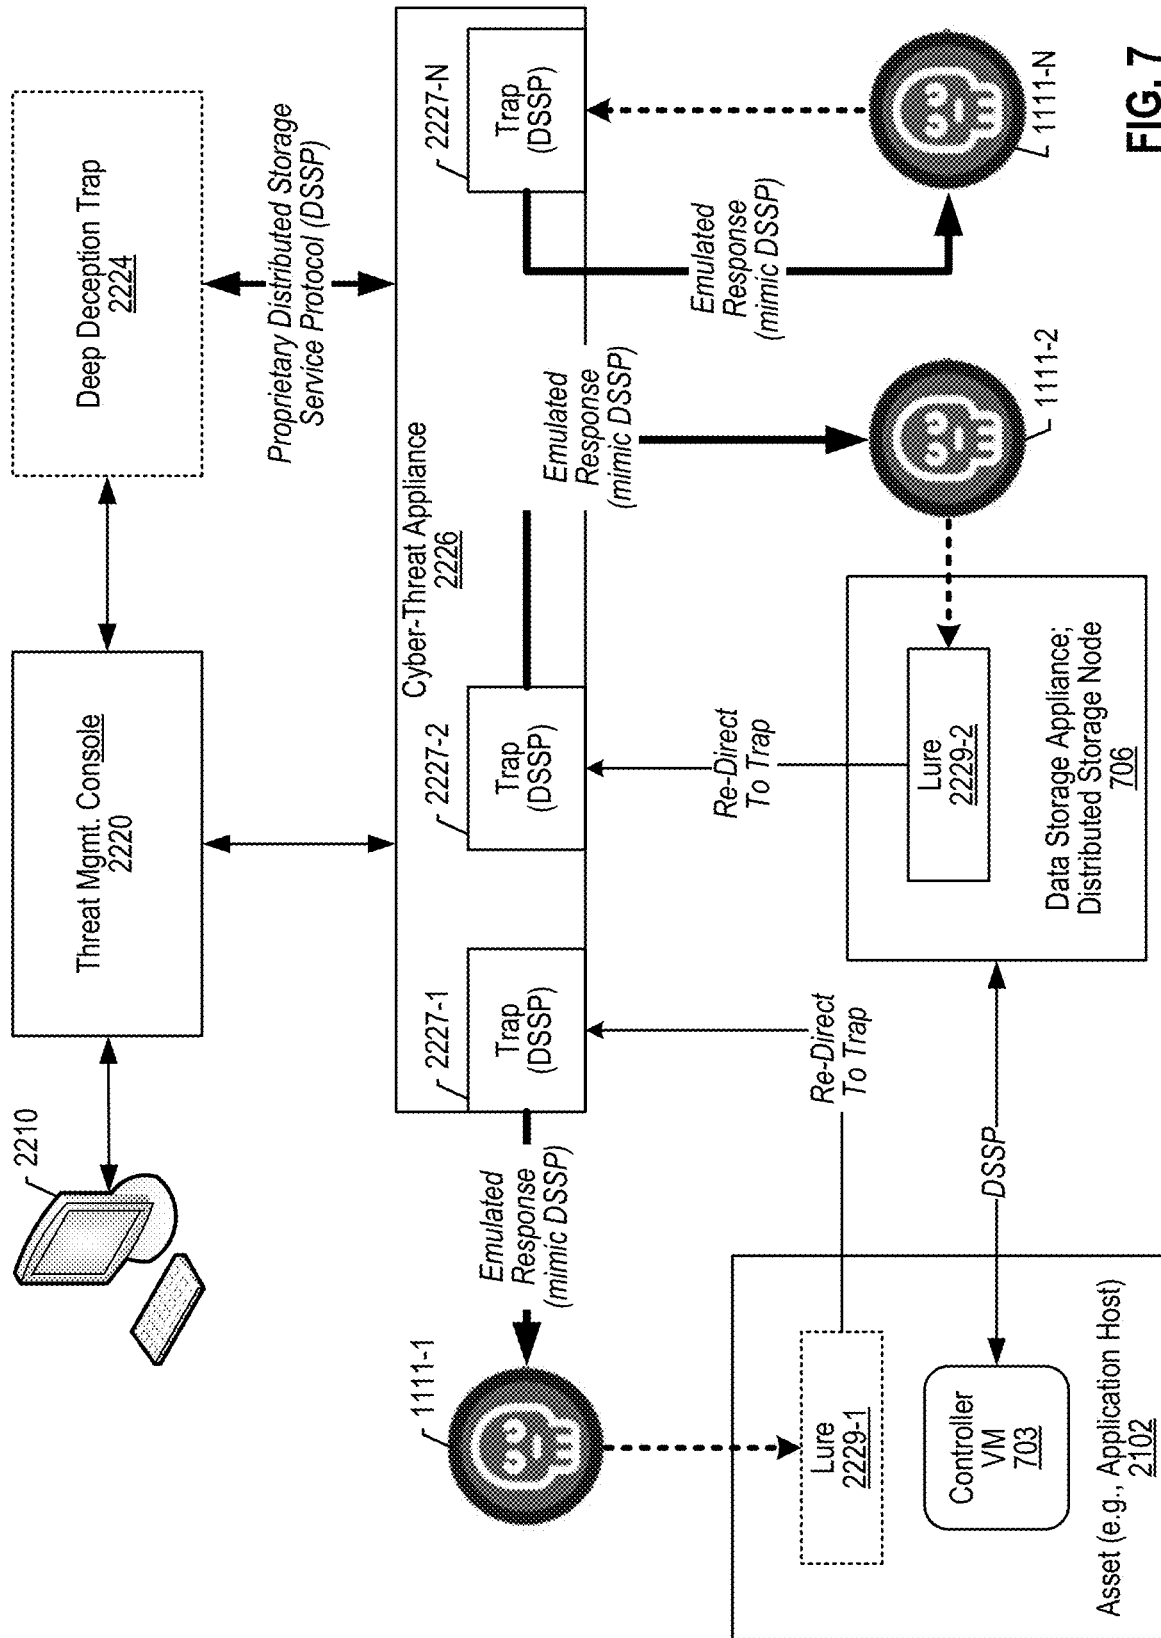 2210
Threat Mgmt. Console
2220
Deep Deception Trap
2224
Proprietary Distributed Storage
Service Protocol (DSSP)
Cyber-Threat Appliance
2226
2227-1
Trap
(DSSP)
2227-2
Trap
(DSSP)
2227-N
Trap
(DSSP)
Emulated
Response
(mimic DSSP)
Emulated
Response
(mimic DSSP)
Emulated
Response
(mimic DSSP)
1111-1
1111-2
1111-N
Re-Direct
To Trap
Re-Direct
To Trap
Lure
2229-1
Controller
VM
703
Asset (e.g., Application Host)
2102
DSSP
Lure
2229-2
Data Storage Appliance;
Distributed Storage Node
706
FIG. 7